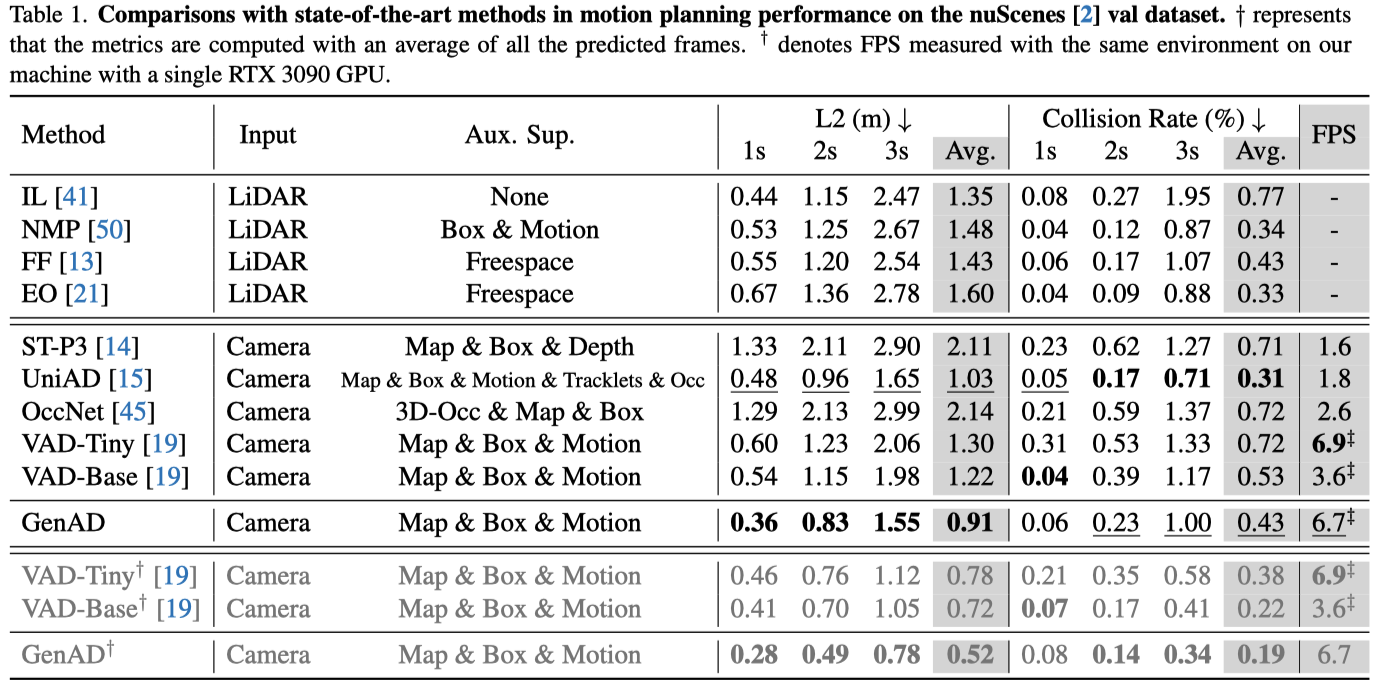 Table 1. Comparisons with state-of-the-art methods in motion planning performance on the nuScenes [2] val dataset. † represents
that the metrics are computed with an average of all the predicted frames. † denotes FPS measured with the same environment on our
machine with a single RTX 3090 GPU.
Method Input Aux. Sup. L2 (m) ↓ Collision Rate (%) ↓ FPS
1s 2s 3s Avg. 1s 2s 3s Avg.
IL [41] LiDAR None 0.44 1.15 2.47 1.35 0.08 0.27 1.95 0.77 -
NMP [50] LiDAR Box & Motion 0.53 1.25 2.67 1.48 0.04 0.12 0.87 0.34 -
FF [13] LiDAR Freespace 0.55 1.20 2.54 1.43 0.06 0.17 1.07 0.43 -
EO [21] LiDAR Freespace 0.67 1.36 2.78 1.60 0.04 0.09 0.88 0.33 -
ST-P3 [14] Camera Map & Box & Depth 1.33 2.11 2.90 2.11 0.23 0.62 1.27 0.71 1.6
UniAD [15] Camera Map & Box & Motion & Tracklets & Occ 0.48 0.96 1.65 1.03 0.05 0.17 0.71 0.31 1.8
OccNet [45] Camera 3D-Occ & Map & Box 1.29 2.13 2.99 2.14 0.21 0.59 1.37 0.72 2.6
VAD-Tiny [19] Camera Map & Box & Motion 0.60 1.23 2.06 1.30 0.31 0.53 1.33 0.72 6.9‡
VAD-Base [19] Camera Map & Box & Motion 0.54 1.15 1.98 1.22 0.04 0.39 1.17 0.53 3.6‡
GenAD Camera Map & Box & Motion 0.36 0.83 1.55 0.91 0.06 0.23 1.00 0.43 6.7‡
VAD-Tiny† [19] Camera Map & Box & Motion 0.46 0.76 1.12 0.78 0.21 0.35 0.58 0.38 6.9‡
VAD-Base† [19] Camera Map & Box & Motion 0.41 0.70 1.05 0.72 0.07 0.17 0.41 0.22 3.6‡
GenAD† Camera Map & Box & Motion 0.28 0.49 0.78 0.52 0.08 0.14 0.34 0.19 6.7